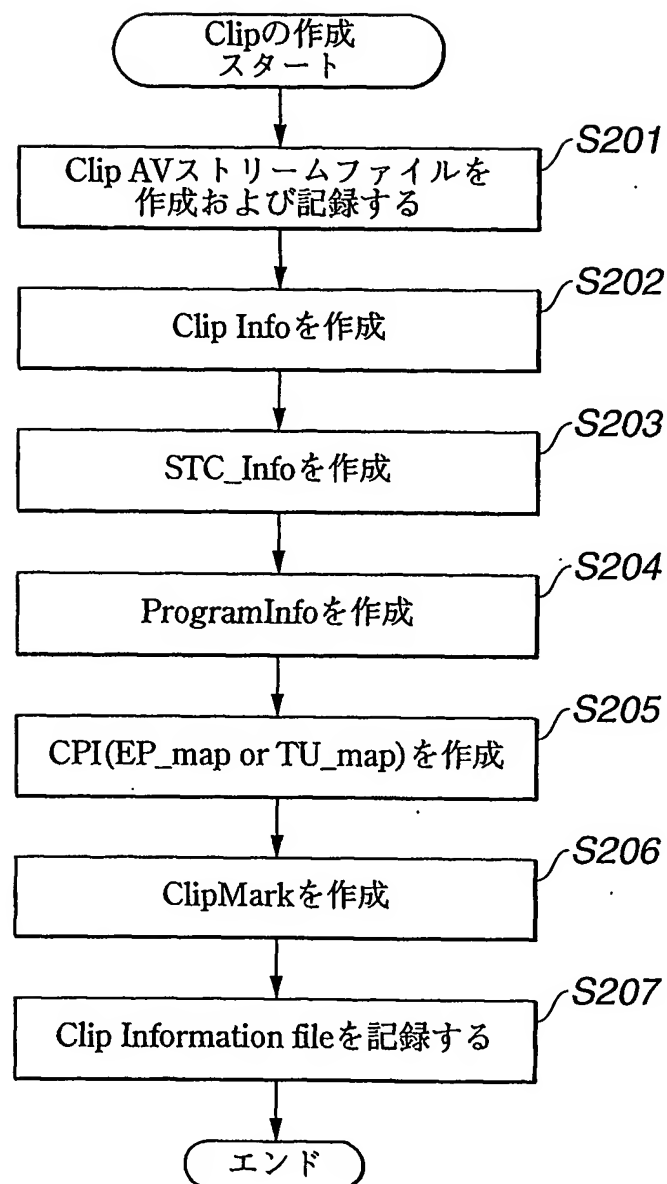 Clipの作成
スタート
S201
Clip AVストリームファイルを
作成および記録する
S202
Clip Infoを作成
S203
STC_Infoを作成
S204
ProgramInfoを作成
S205
CPI(EP_map or TU_map)を作成
S206
ClipMarkを作成
S207
Clip Information fileを記録する
エンド